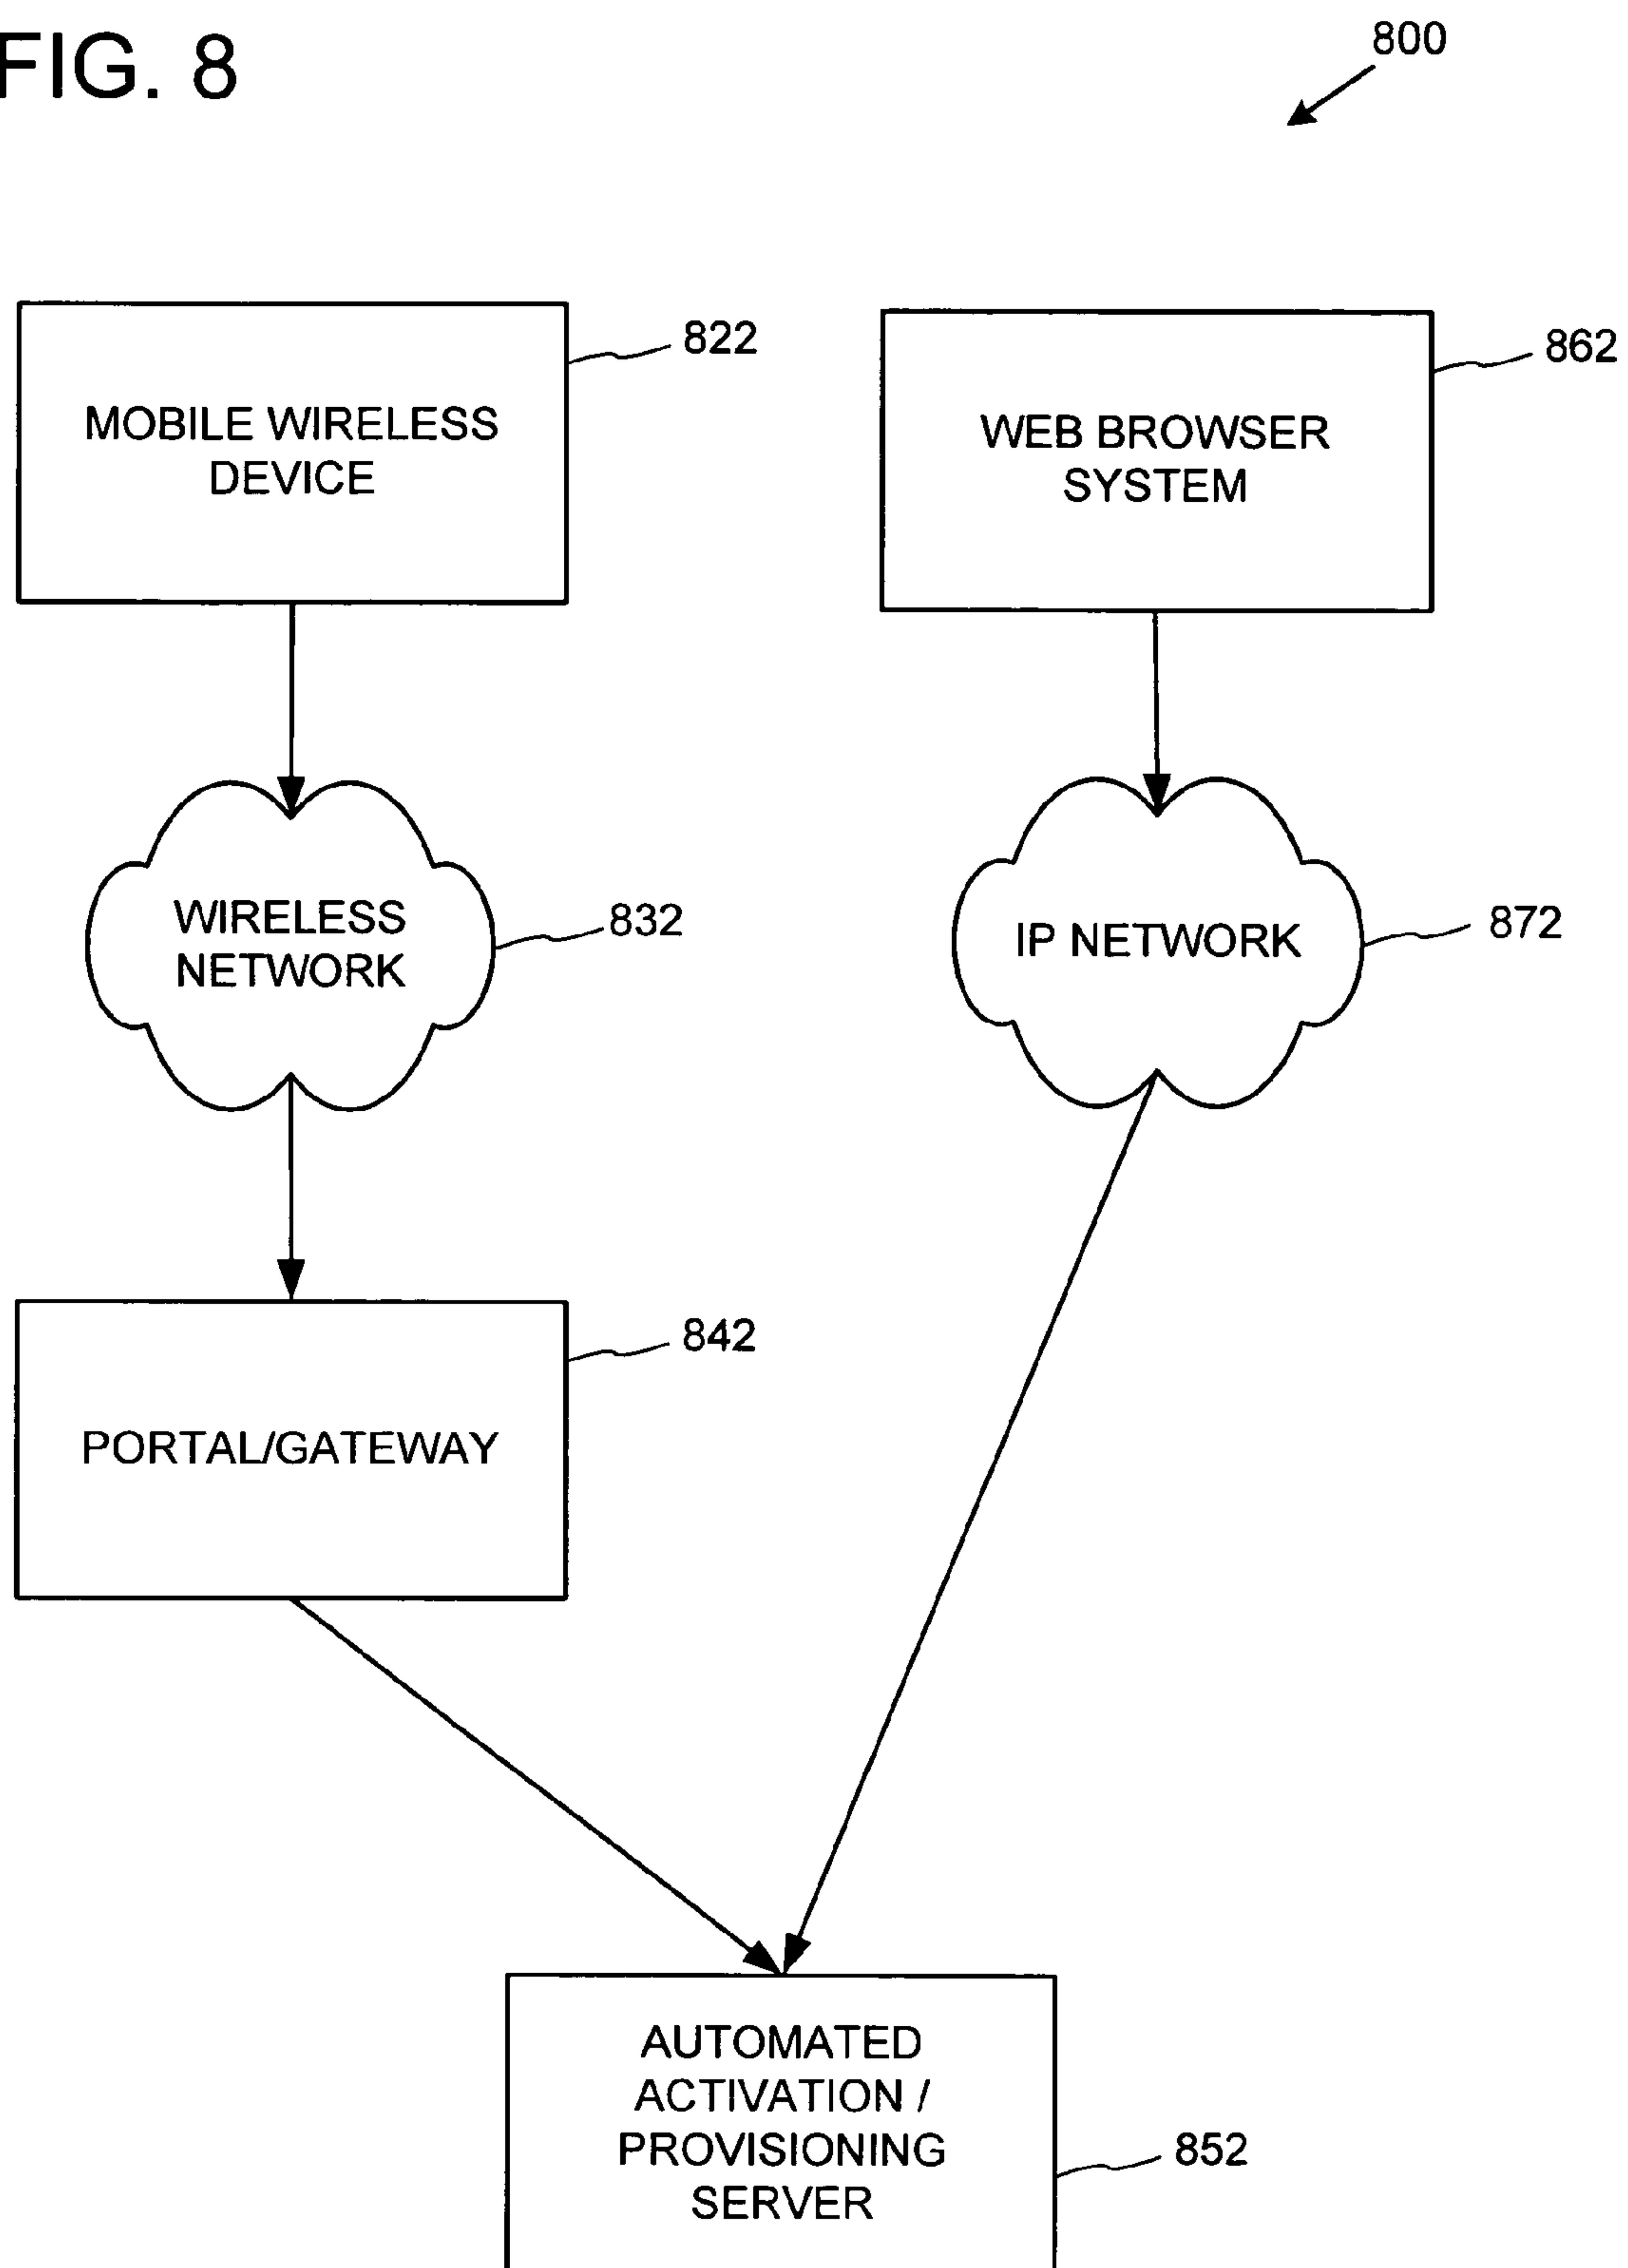 FIG. 8
800
MOBILE WIRELESS
DEVICE
822
WEB BROWSER
SYSTEM
862
WIRELESS
NETWORK
832
IP NETWORK
872
PORTAL/GATEWAY
842
AUTOMATED
ACTIVATION /
PROVISIONING
SERVER
852